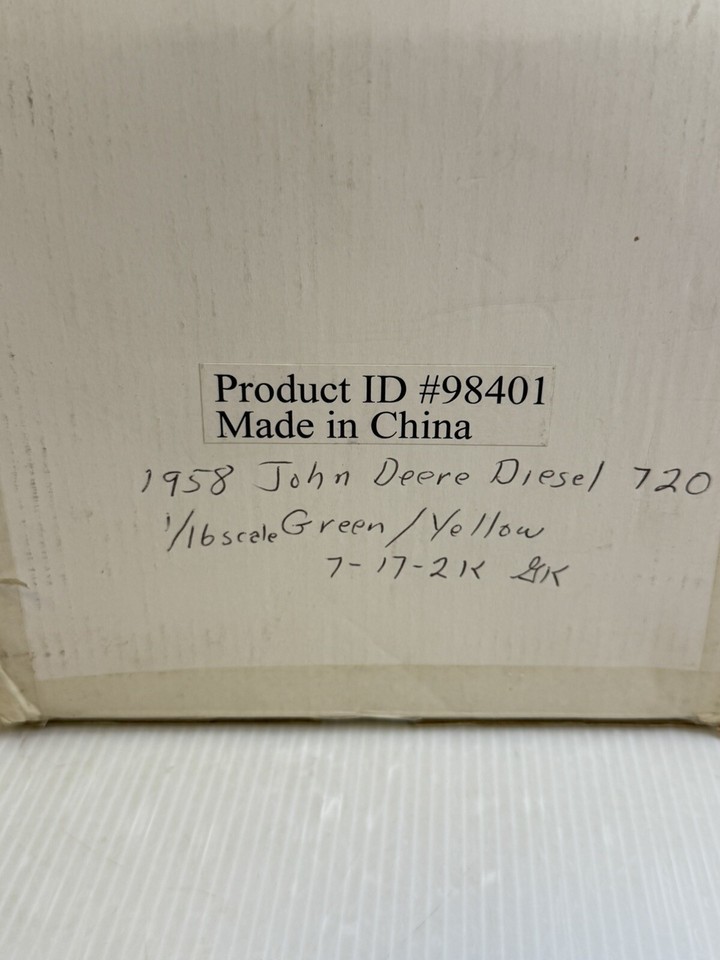 Product ID #98401
Made in China
1958 John Deere Diesel 720
1/16 scale Green/Yellow
7-17-2K GK